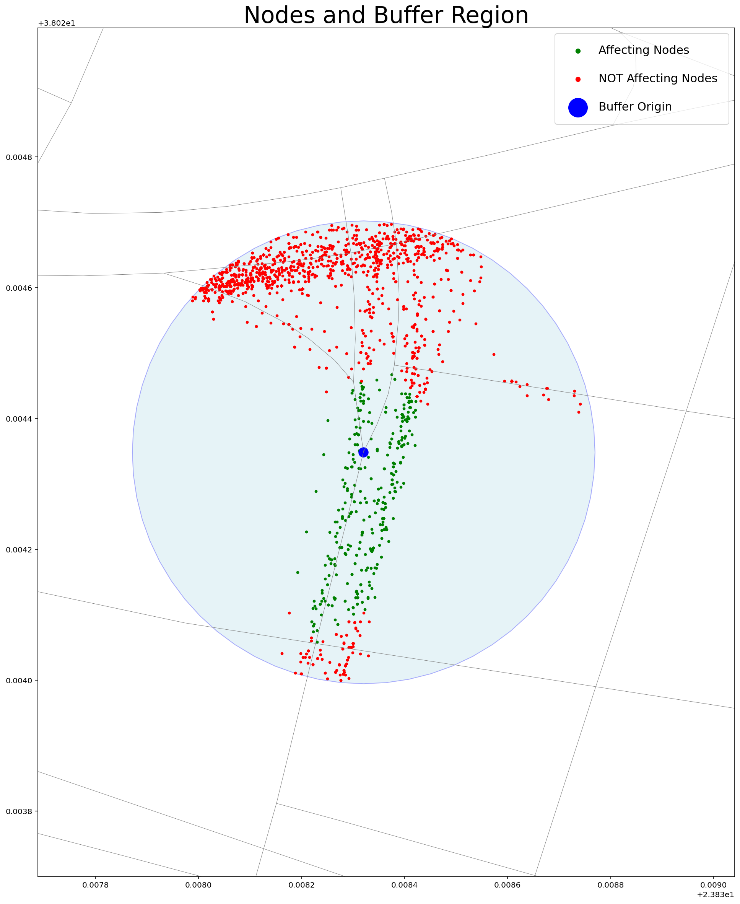 Nodes and Buffer Region
+3.802e1
Affecting Nodes
NOT Affecting Nodes
Buffer Origin
0.0048
0.0046
0.0044
0.0042
0.0040
0.0038
0.0078 0.0080 0.0082 0.0084 0.0086 0.0088 0.0090
+2.383e1